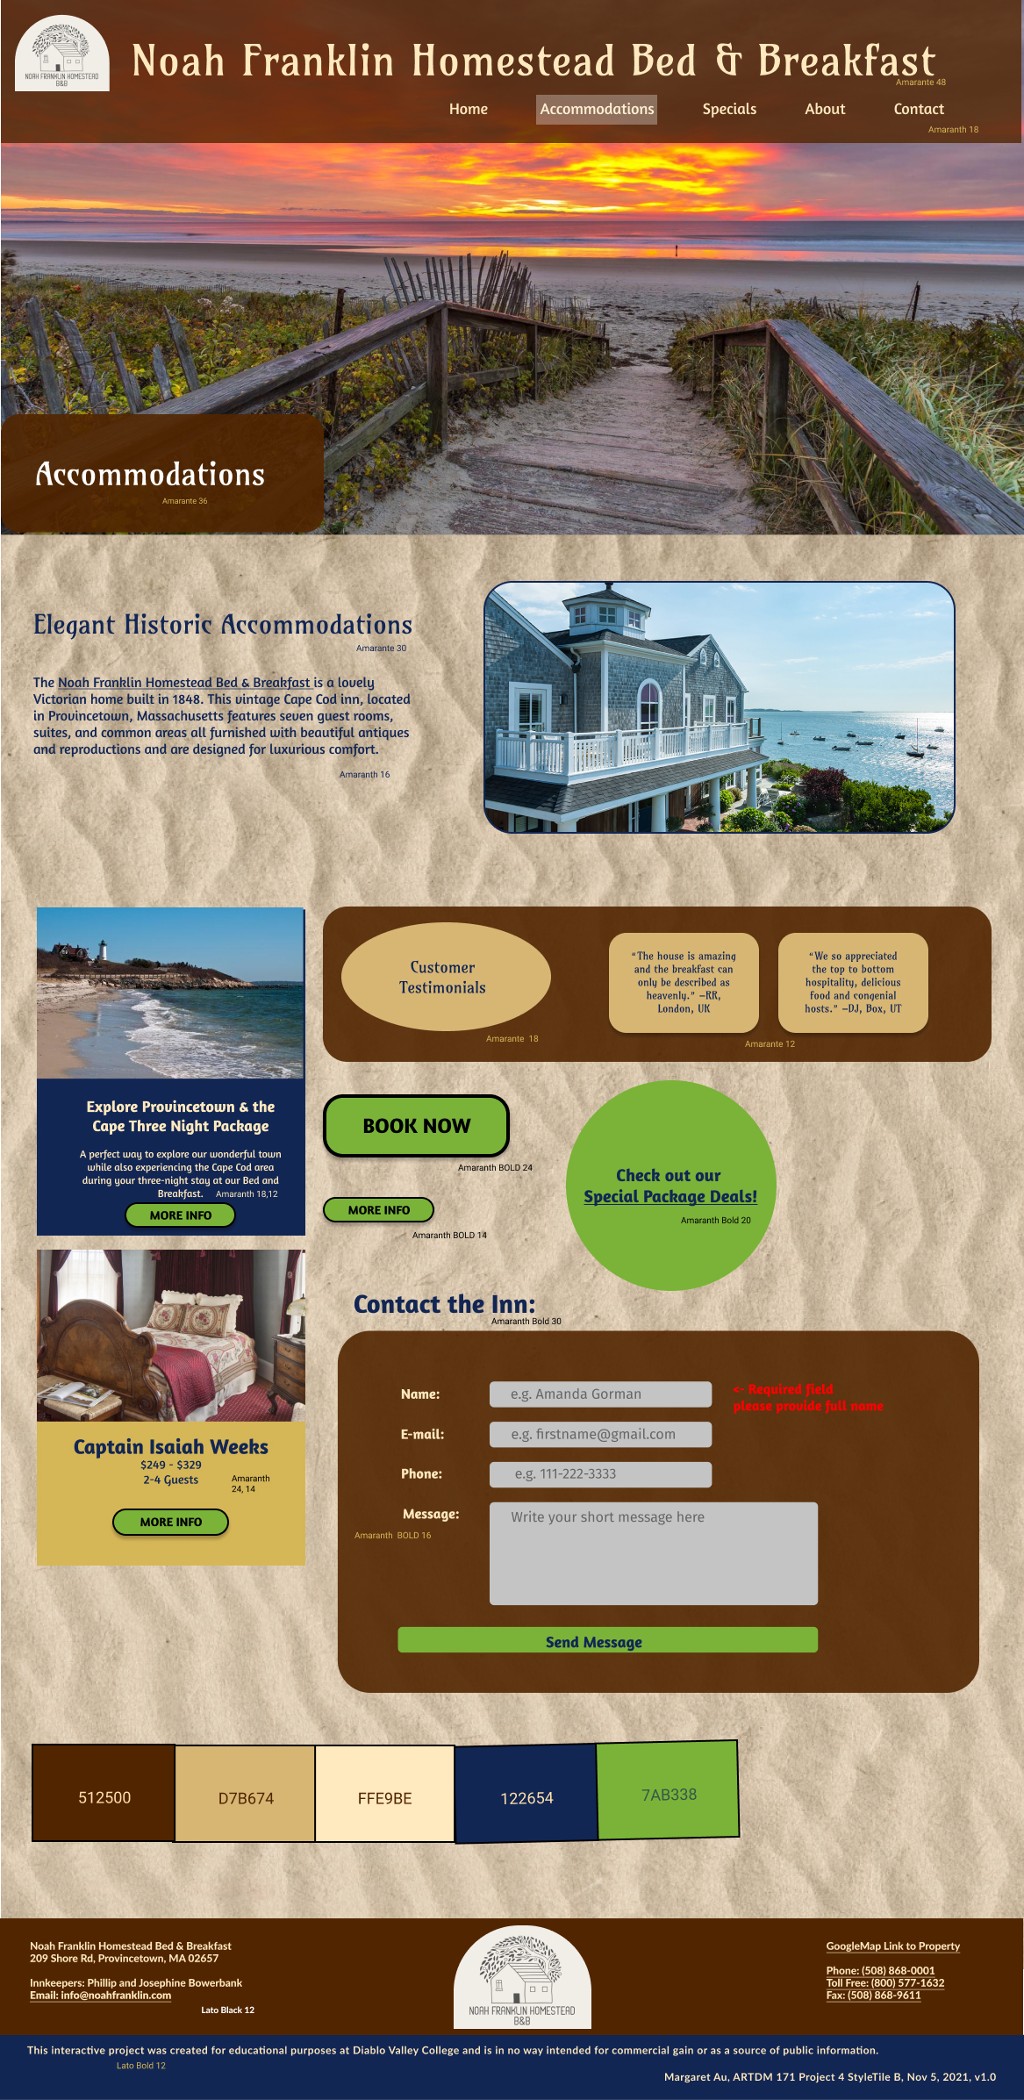 NOAH FRANKLIN HOMESTEAD
B&B
Noah Franklin Homestead Bed & Breakfast
Amarante 48
Home Accommodations Specials About Contact
Amaranth 18
Accommodations
Amarante 36
Elegant Historic Accommodations
Amarante 30
The Noah Franklin Homestead Bed & Breakfast is a lovely
Victorian home built in 1848. This vintage Cape Cod inn, located
in Provincetown, Massachusetts features seven guest rooms,
suites, and common areas all furnished with beautiful antiques
and reproductions and are designed for luxurious comfort.
Amaranth 16
Explore Provincetown & the
Cape Three Night Package
A perfect way to explore our wonderful town
while also experiencing the Cape Cod area
during your three-night stay at our Bed and
Breakfast.
Amaranth 18,12
MORE INFO
Captain Isaiah Weeks
$249 - $329
2-4 Guests
Amaranth
24, 14
MORE INFO
Customer
Testimonials
Amarante 18
"The house is amazing
and the breakfast can
only be described as
heavenly." –RR,
London, UK
"We so appreciated
the top to bottom
hospitality, delicious
food and congenial
hosts." –DJ, Box, UT
Amarante 12
BOOK NOW
Amaranth BOLD 24
MORE INFO
Amaranth BOLD 14
Check out our
Special Package Deals!
Amaranth Bold 20
Contact the Inn:
Amaranth Bold 30
Name:
e.g. Amanda Gorman
<- Required field
please provide full name
E-mail:
e.g. firstname@gmail.com
Phone:
e.g. 111-222-3333
Message:
Write your short message here
Amaranth BOLD 16
Send Message
512500
D7B674
FFE9BE
122654
7AB338
Noah Franklin Homestead Bed & Breakfast
209 Shore Rd, Provincetown, MA 02657
Innkeepers: Phillip and Josephine Bowerbank
Email: info@noahfranklin.com
Lato Black 12
NOAH FRANKLIN HOMESTEAD
B&B
GoogleMap Link to Property
Phone: (508) 868-0001
Toll Free: (800) 577-1632
Fax: (508) 868-9611
This interactive project was created for educational purposes at Diablo Valley College and is in no way intended for commercial gain or as a source of public information.
Lato Bold 12
Margaret Au, ARTDM 171 Project 4 StyleTile B, Nov 5, 2021, v1.0